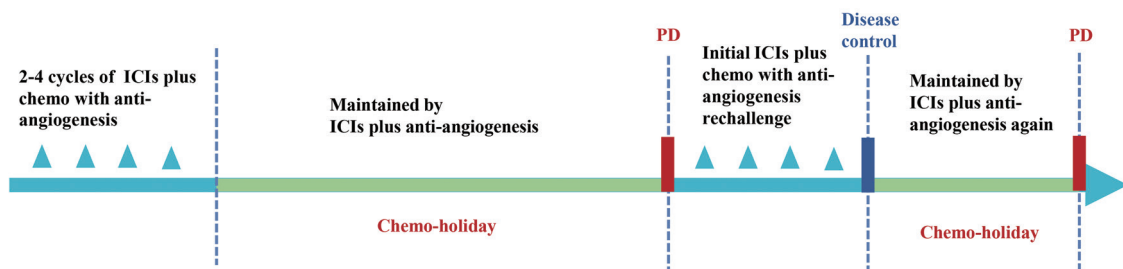 2-4 cycles of ICIs plus
chemo with anti-
angiogenesis
Maintained by
ICIs plus anti-angiogenesis
Chemo-holiday
PD
Initial ICIs plus
chemo with anti-
angiogenesis
rechallenge
Disease
control
Maintained by
ICIs plus anti-
angiogenesis again
Chemo-holiday
PD